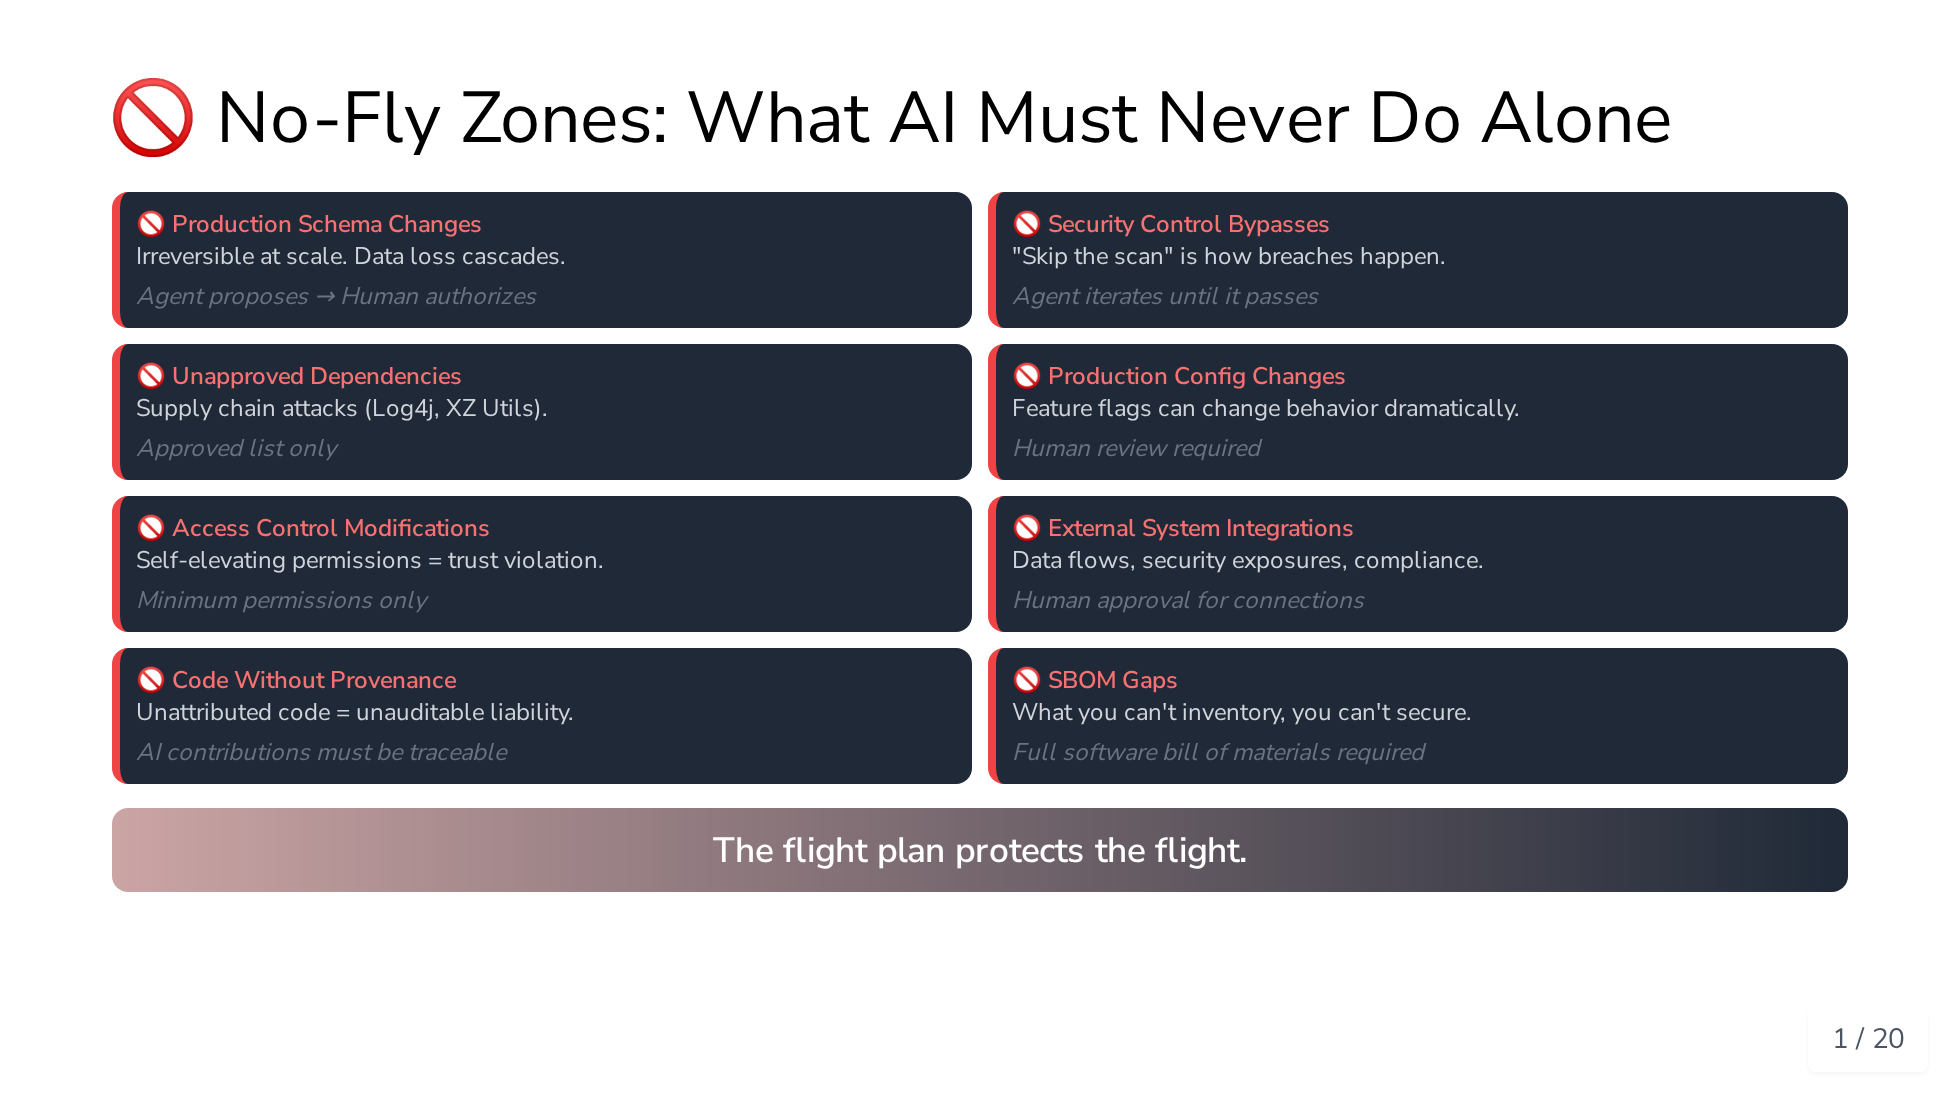 🚫 No-Fly Zones: What AI Must Never Do Alone
🚫 Production Schema Changes
Irreversible at scale. Data loss cascades.
Agent proposes → Human authorizes
🚫 Security Control Bypasses
"Skip the scan" is how breaches happen.
Agent iterates until it passes
🚫 Unapproved Dependencies
Supply chain attacks (Log4j, XZ Utils).
Approved list only
🚫 Production Config Changes
Feature flags can change behavior dramatically.
Human review required
🚫 Access Control Modifications
Self-elevating permissions = trust violation.
Minimum permissions only
🚫 External System Integrations
Data flows, security exposures, compliance.
Human approval for connections
🚫 Code Without Provenance
Unattributed code = unauditable liability.
AI contributions must be traceable
🚫 SBOM Gaps
What you can't inventory, you can't secure.
Full software bill of materials required
The flight plan protects the flight.
1 / 20